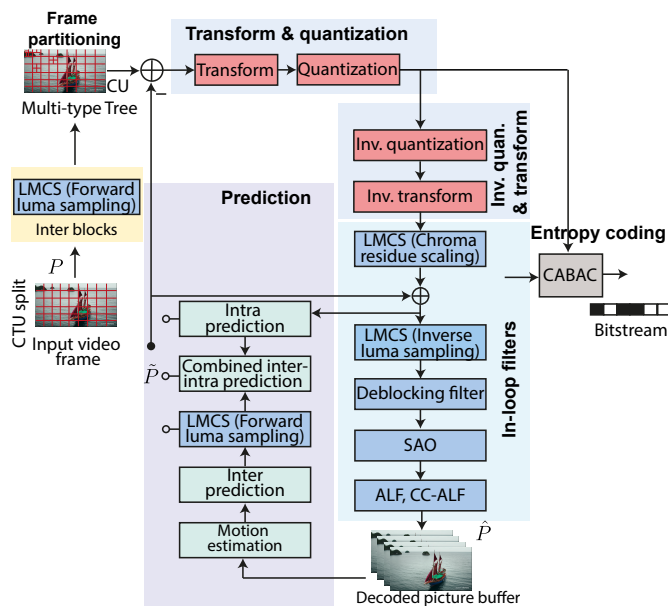 Frame
partitioning
Transform & quantization
Transform
Quantization
CU
–
Multi-type Tree
Inv. quantization
Inv. transform
Inv. quan.
& transform
LMCS (Forward
luma sampling)
Inter blocks
Prediction
LMCS (Chroma
residue scaling)
Entropy coding
CABAC
Bitstream
P
CTU split
Input video
frame
Intra
prediction
P̃
Combined inter-
intra prediction
LMCS (Forward
luma sampling)
Inter
prediction
Motion
estimation
LMCS (Inverse
luma sampling)
Deblocking filter
SAO
ALF, CC-ALF
In-loop filters
P̂
Decoded picture buffer